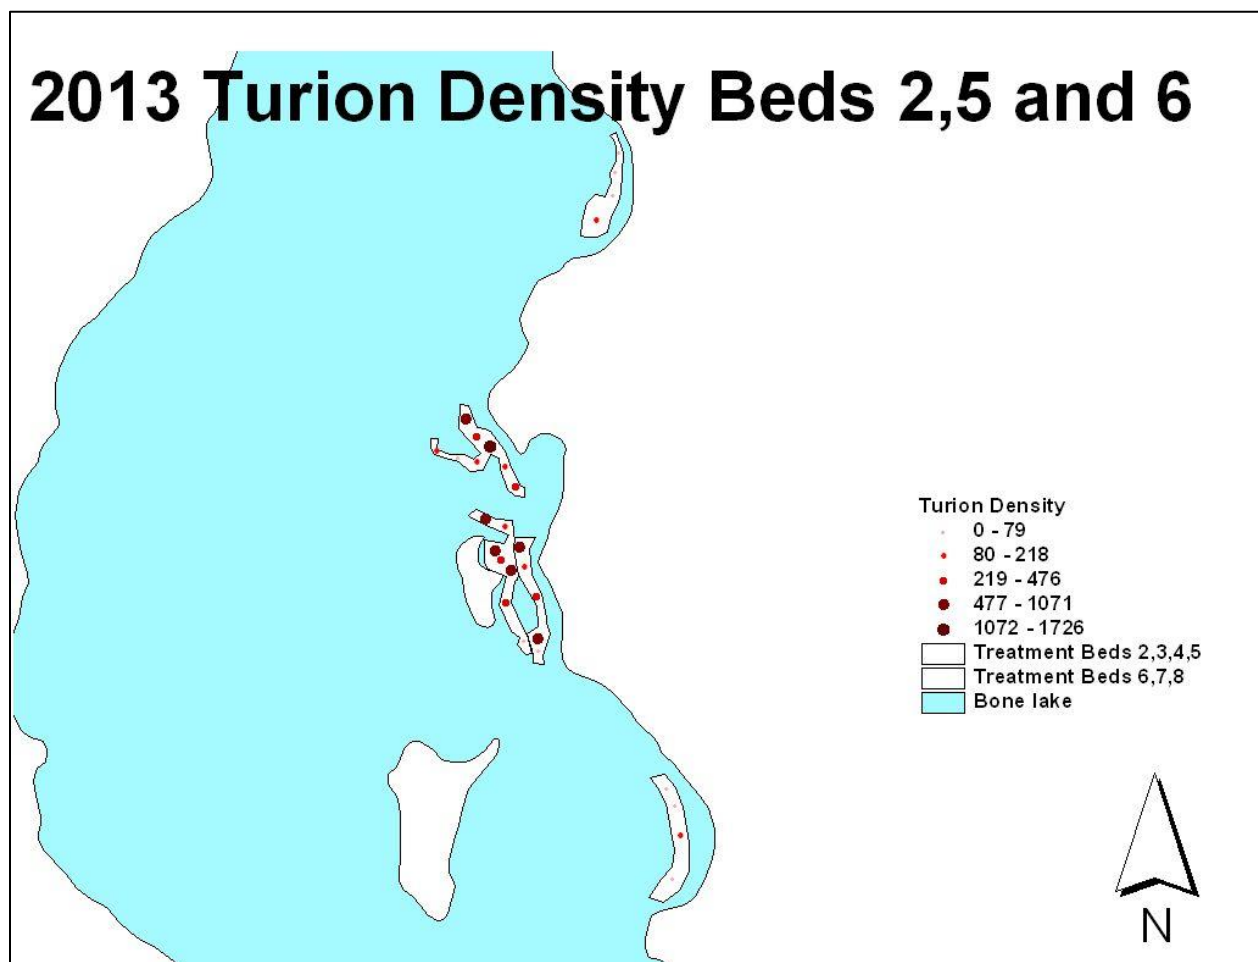 2013 Turion Density Beds 2,5 and 6
Turion Density
0 - 79
80 - 218
219 - 476
477 - 1071
1072 - 1726
Treatment Beds 2,3,4,5
Treatment Beds 6,7,8
Bone lake
N